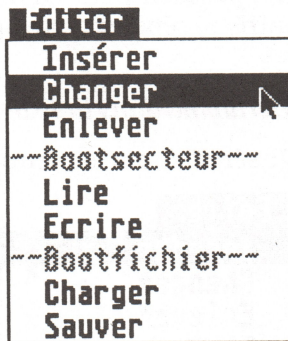 Editer
Insérer
Changer
Enlever
~~Bootsecteur~~
Lire
Ecrire
~~Bootfichier~~
Charger
Sauver